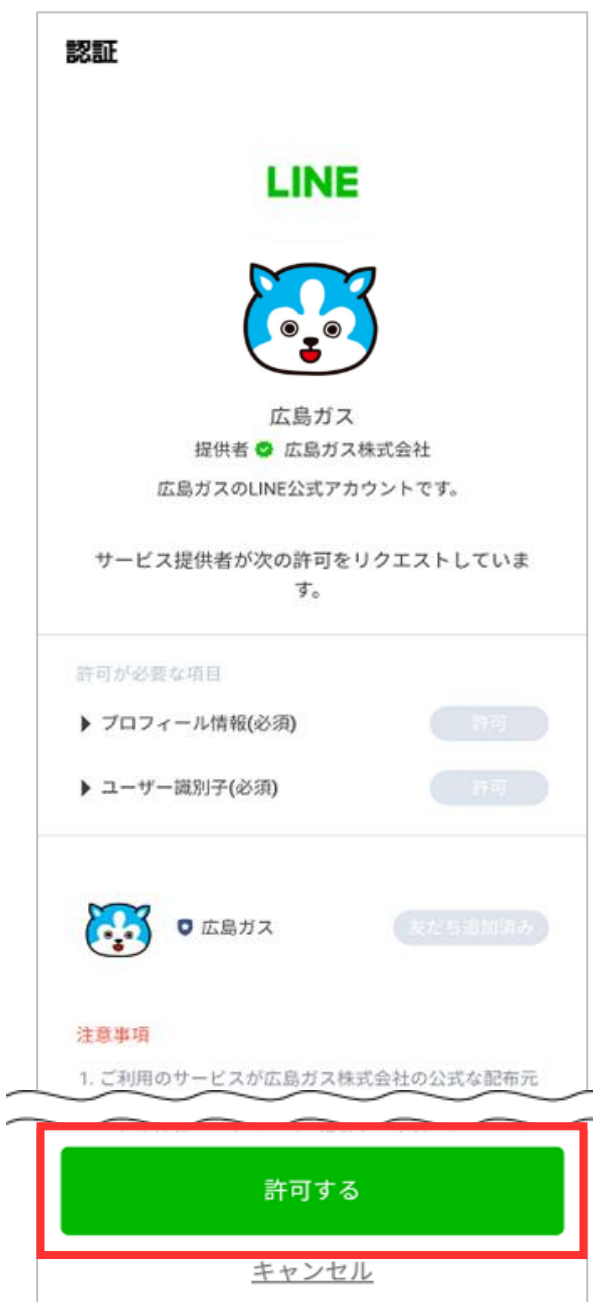 認証
LINE
広島ガス
提供者 広島ガス株式会社
広島ガスのLINE公式アカウントです。
サービス提供者が次の許可をリクエストしていま
す。
許可が必要な項目
プロフィール情報(必須)
許可
ユーザー識別子(必須)
許可
広島ガス
友だち追加済み
注意事項
1. ご利用のサービスが広島ガス株式会社の公式な配布元
許可する
キャンセル